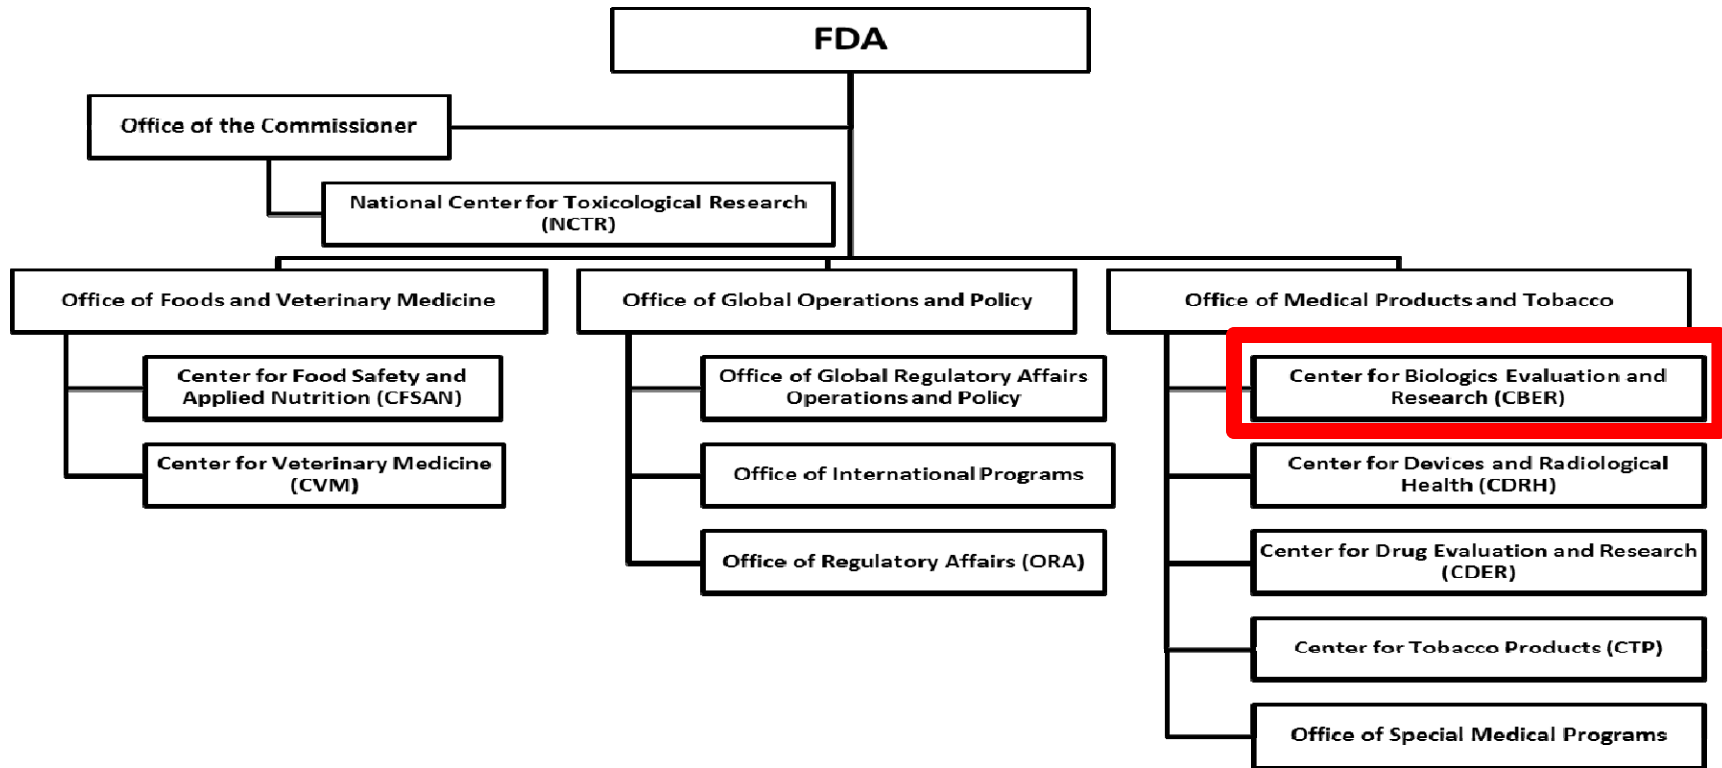 FDA
Office of the Commissioner
National Center for Toxicological Research
(NCTR)
Office of Foods and Veterinary Medicine
Center for Food Safety and
Applied Nutrition (CFSAN)
Center for Veterinary Medicine
(CVM)
Office of Global Operations and Policy
Office of Global Regulatory Affairs
Operations and Policy
Office of International Programs
Office of Regulatory Affairs (ORA)
Office of Medical Products and Tobacco
Center for Biologics Evaluation and
Research (CBER)
Center for Devices and Radiological
Health (CDRH)
Center for Drug Evaluation and Research
(CDER)
Center for Tobacco Products (CTP)
Office of Special Medical Programs